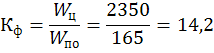 Кф = Wц / Wпо = 2350 / 165 = 14,2